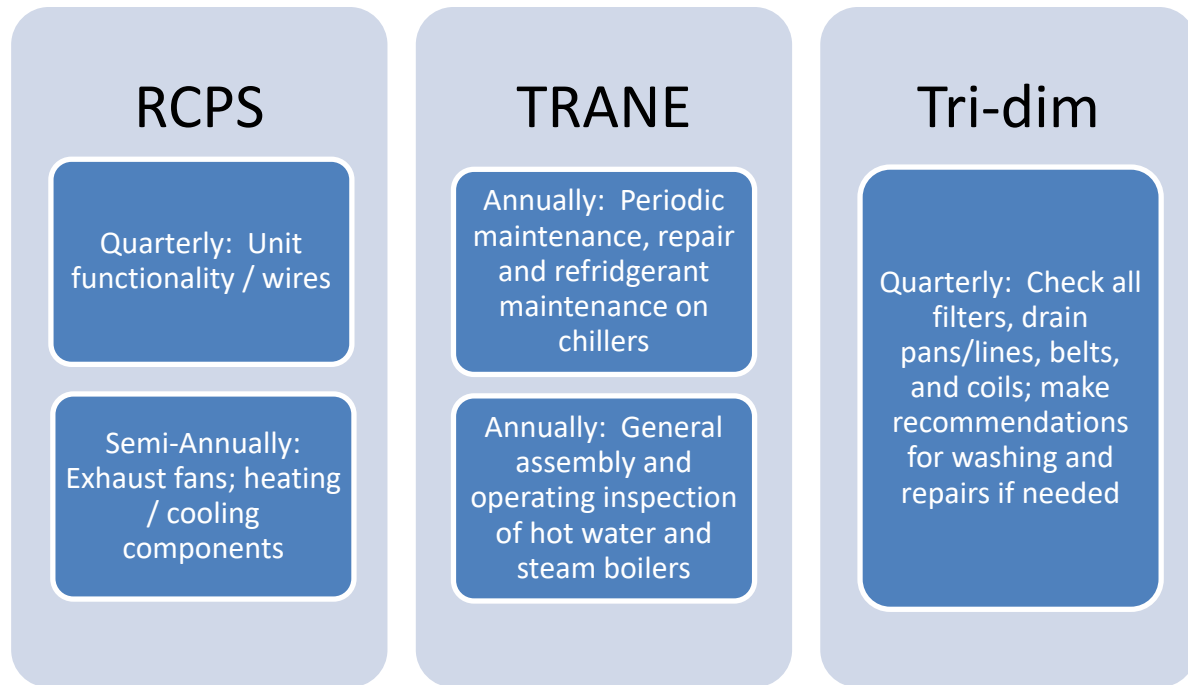 RCPS
Quarterly:  Unit
functionality / wires
Semi-Annually:
Exhaust fans; heating
/ cooling
components
TRANE
Annually:  Periodic
maintenance, repair
and refridgerant
maintenance on
chillers
Annually:  General
assembly and
operating inspection
of hot water and
steam boilers
Tri-dim
Quarterly:  Check all
filters, drain
pans/lines, belts,
and coils; make
recommendations
for washing and
repairs if needed